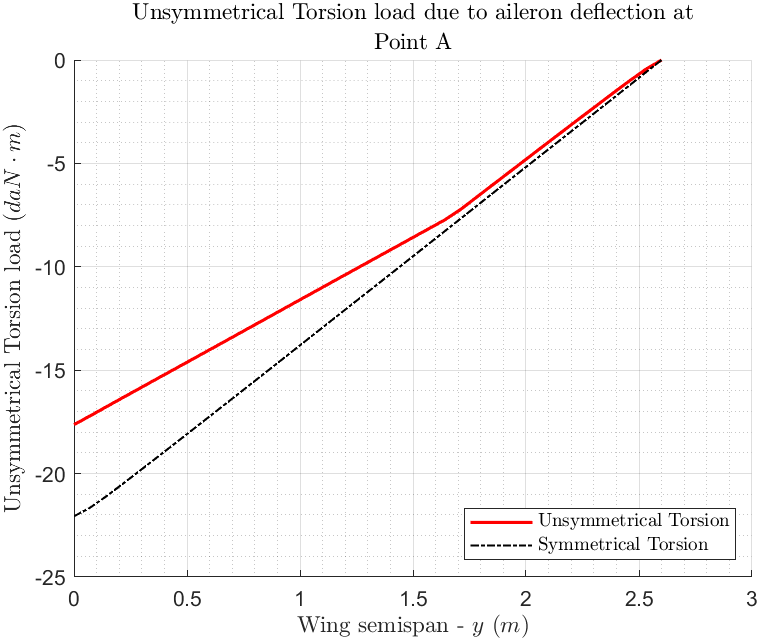 Unsymmetrical Torsion load due to aileron deflection at
Point A
Unsymmetrical Torsion load (daN · m)
0
-5
-10
-15
-20
-25
0 0.5 1 1.5 2 2.5 3
Wing semispan - y (m)
Unsymmetrical Torsion
Symmetrical Torsion